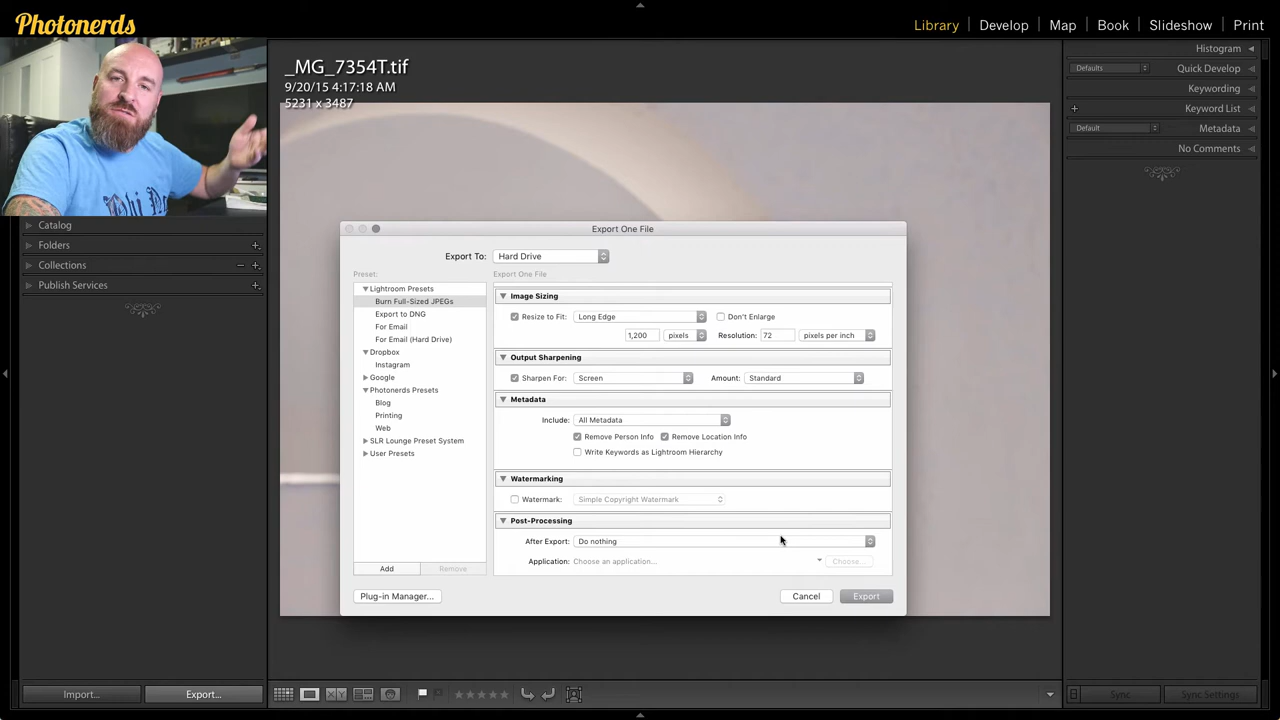 Photonerds
Library | Develop | Map | Book | Slideshow | Print
_MG_7354T.tif
9/20/15 4:17:18 AM
5231 x 3487
Catalog
Folders
Collections
Publish Services
Import...
Export...
Export One File
Export To: Hard Drive
Preset:
Lightroom Presets
Burn Full-Sized JPEGs
Export to DNG
For Email
For Email (Hard Drive)
Dropbox
Instagram
Google
Photonerds Presets
Blog
Printing
Web
SLR Lounge Preset System
User Presets
Add
Remove
Plug-in Manager...
Export One File
Image Sizing
Resize to Fit: Long Edge Don't Enlarge
1,200 pixels Resolution: 72 pixels per inch
Output Sharpening
Sharpen For: Screen Amount: Standard
Metadata
Include: All Metadata
Remove Person Info Remove Location Info
Write Keywords as Lightroom Hierarchy
Watermarking
Watermark: Simple Copyright Watermark
Post-Processing
After Export: Do nothing
Application: Choose an application... Choose...
Cancel
Export
Histogram
Defaults Quick Develop
Keywording
Keyword List
Default Metadata
No Comments
Sync
Sync Settings